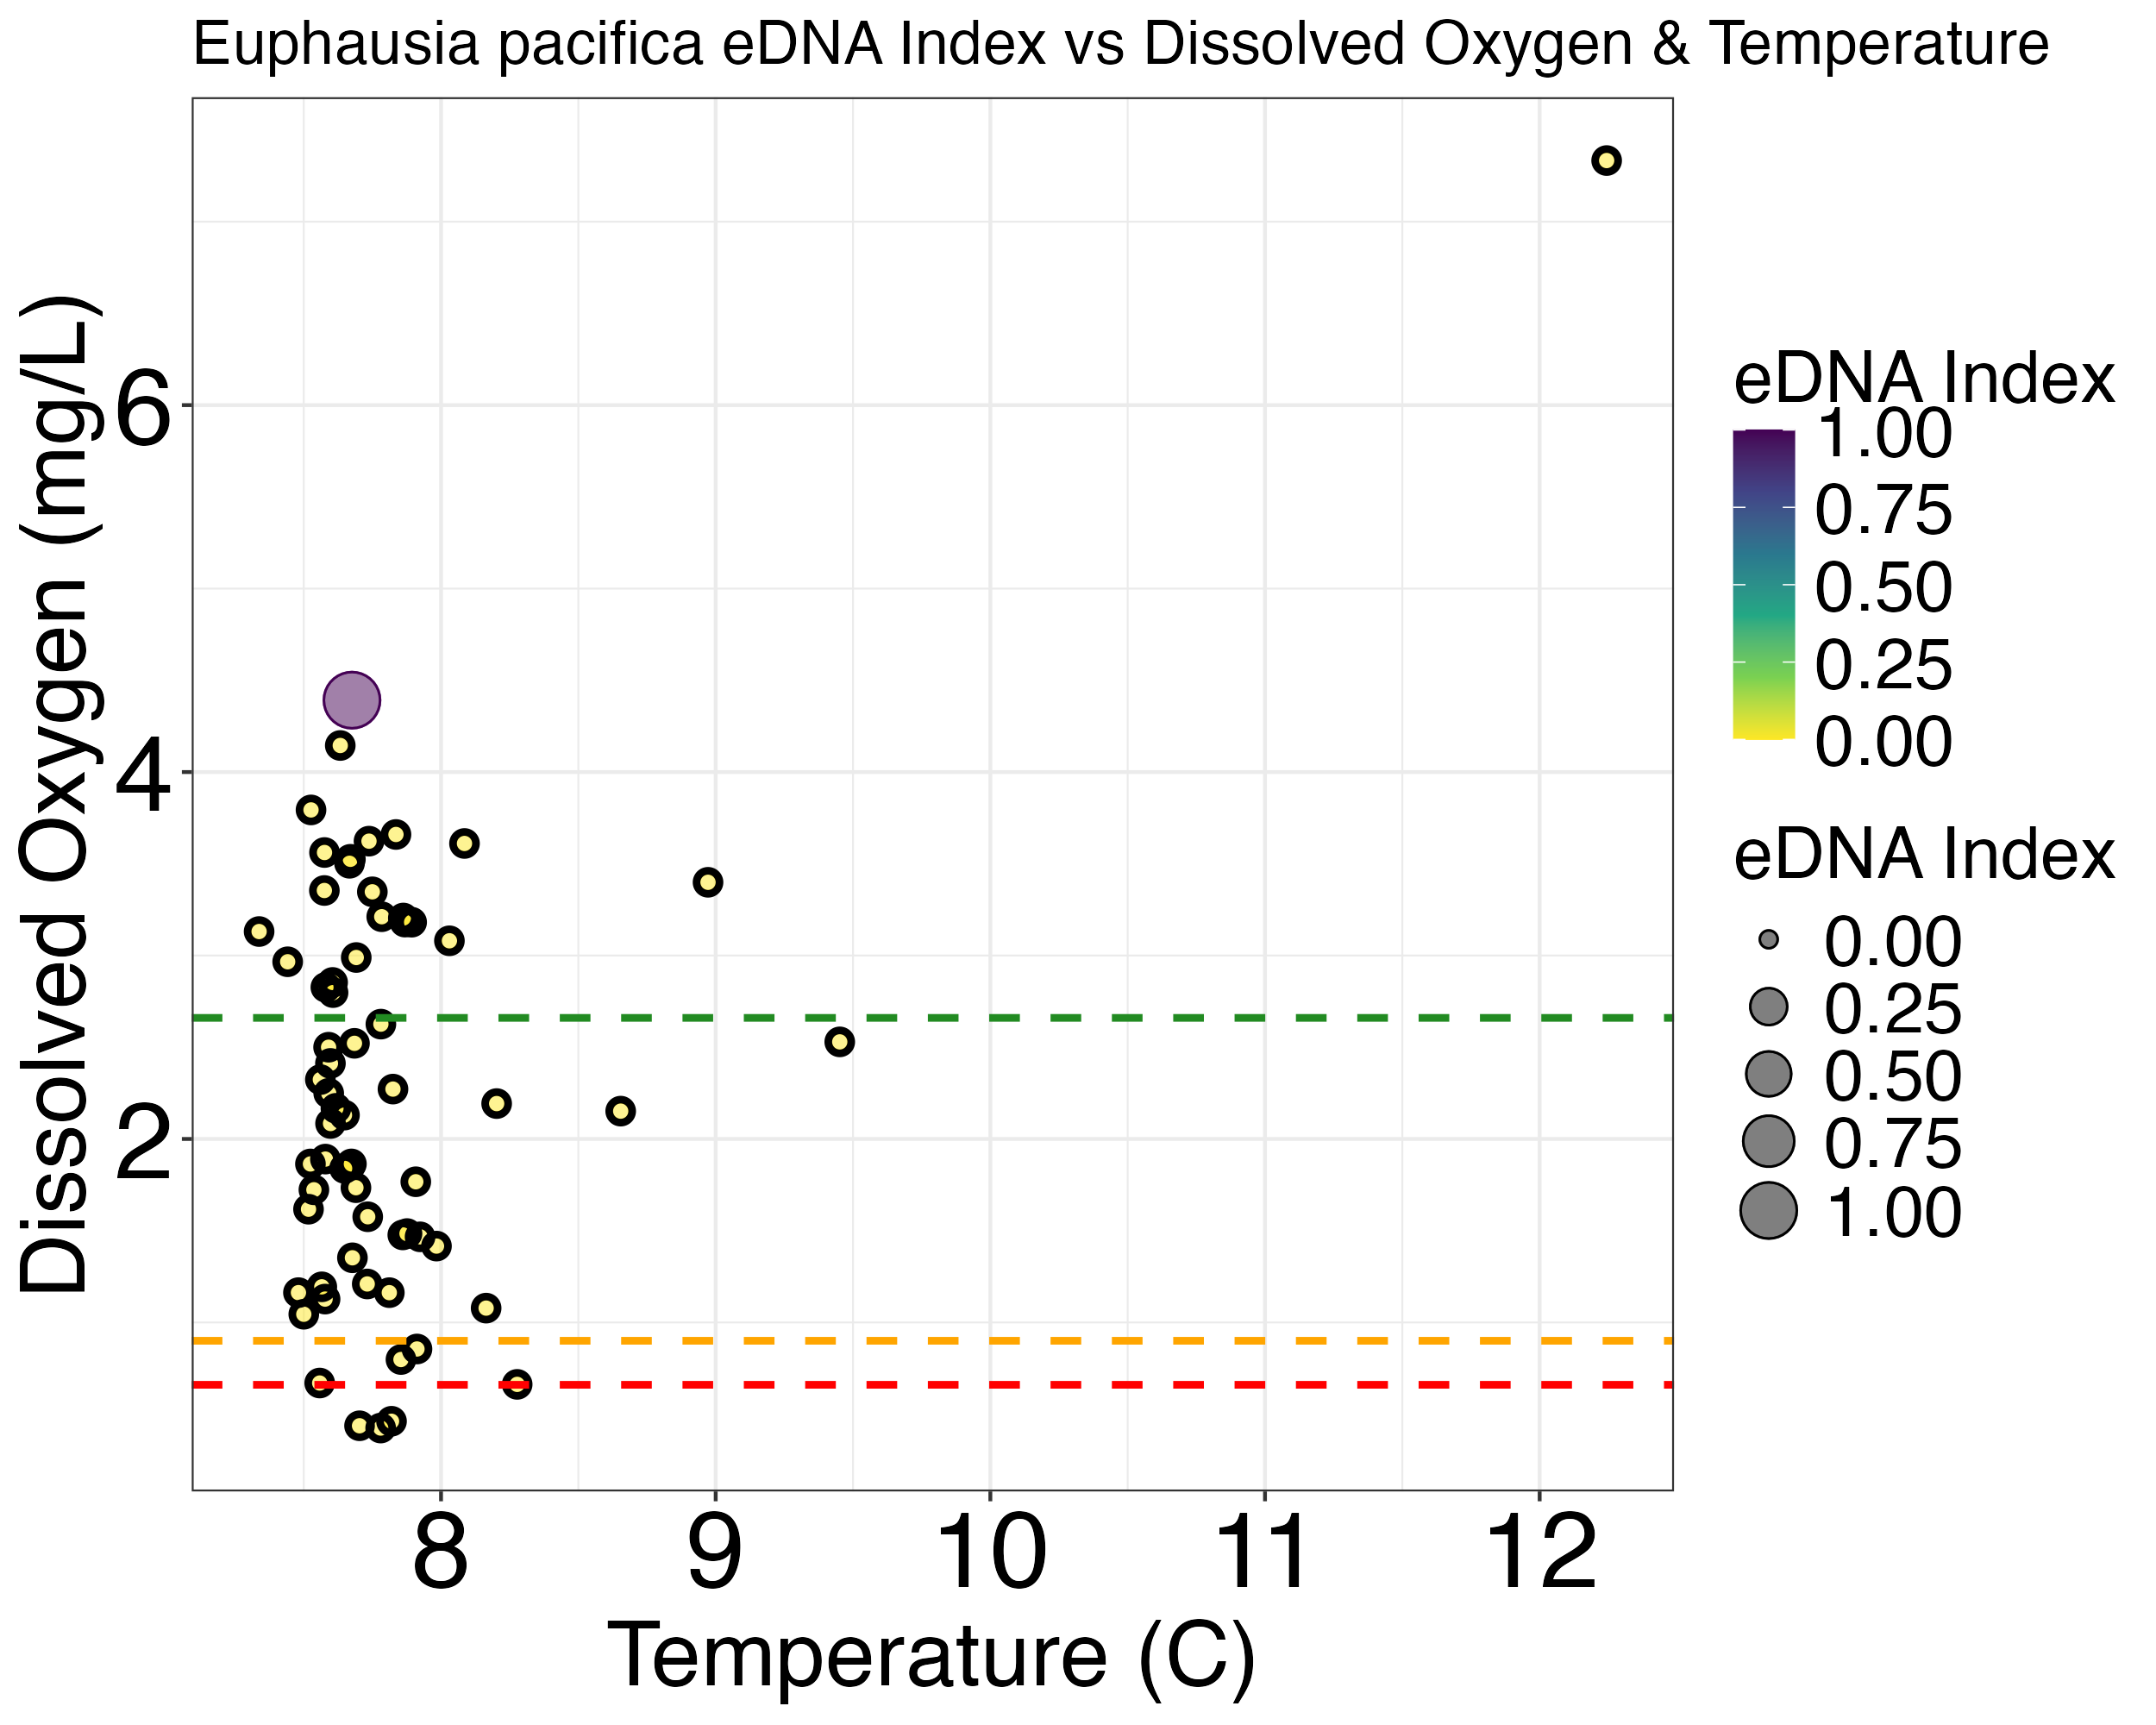 Euphausia pacifica eDNA Index vs Dissolved Oxygen & Temperature
Dissolved Oxygen (mg/L)
6
4
2
8 9 10 11 12
Temperature (C)
eDNA Index
1.00
0.75
0.50
0.25
0.00
eDNA Index
0.00
0.25
0.50
0.75
1.00